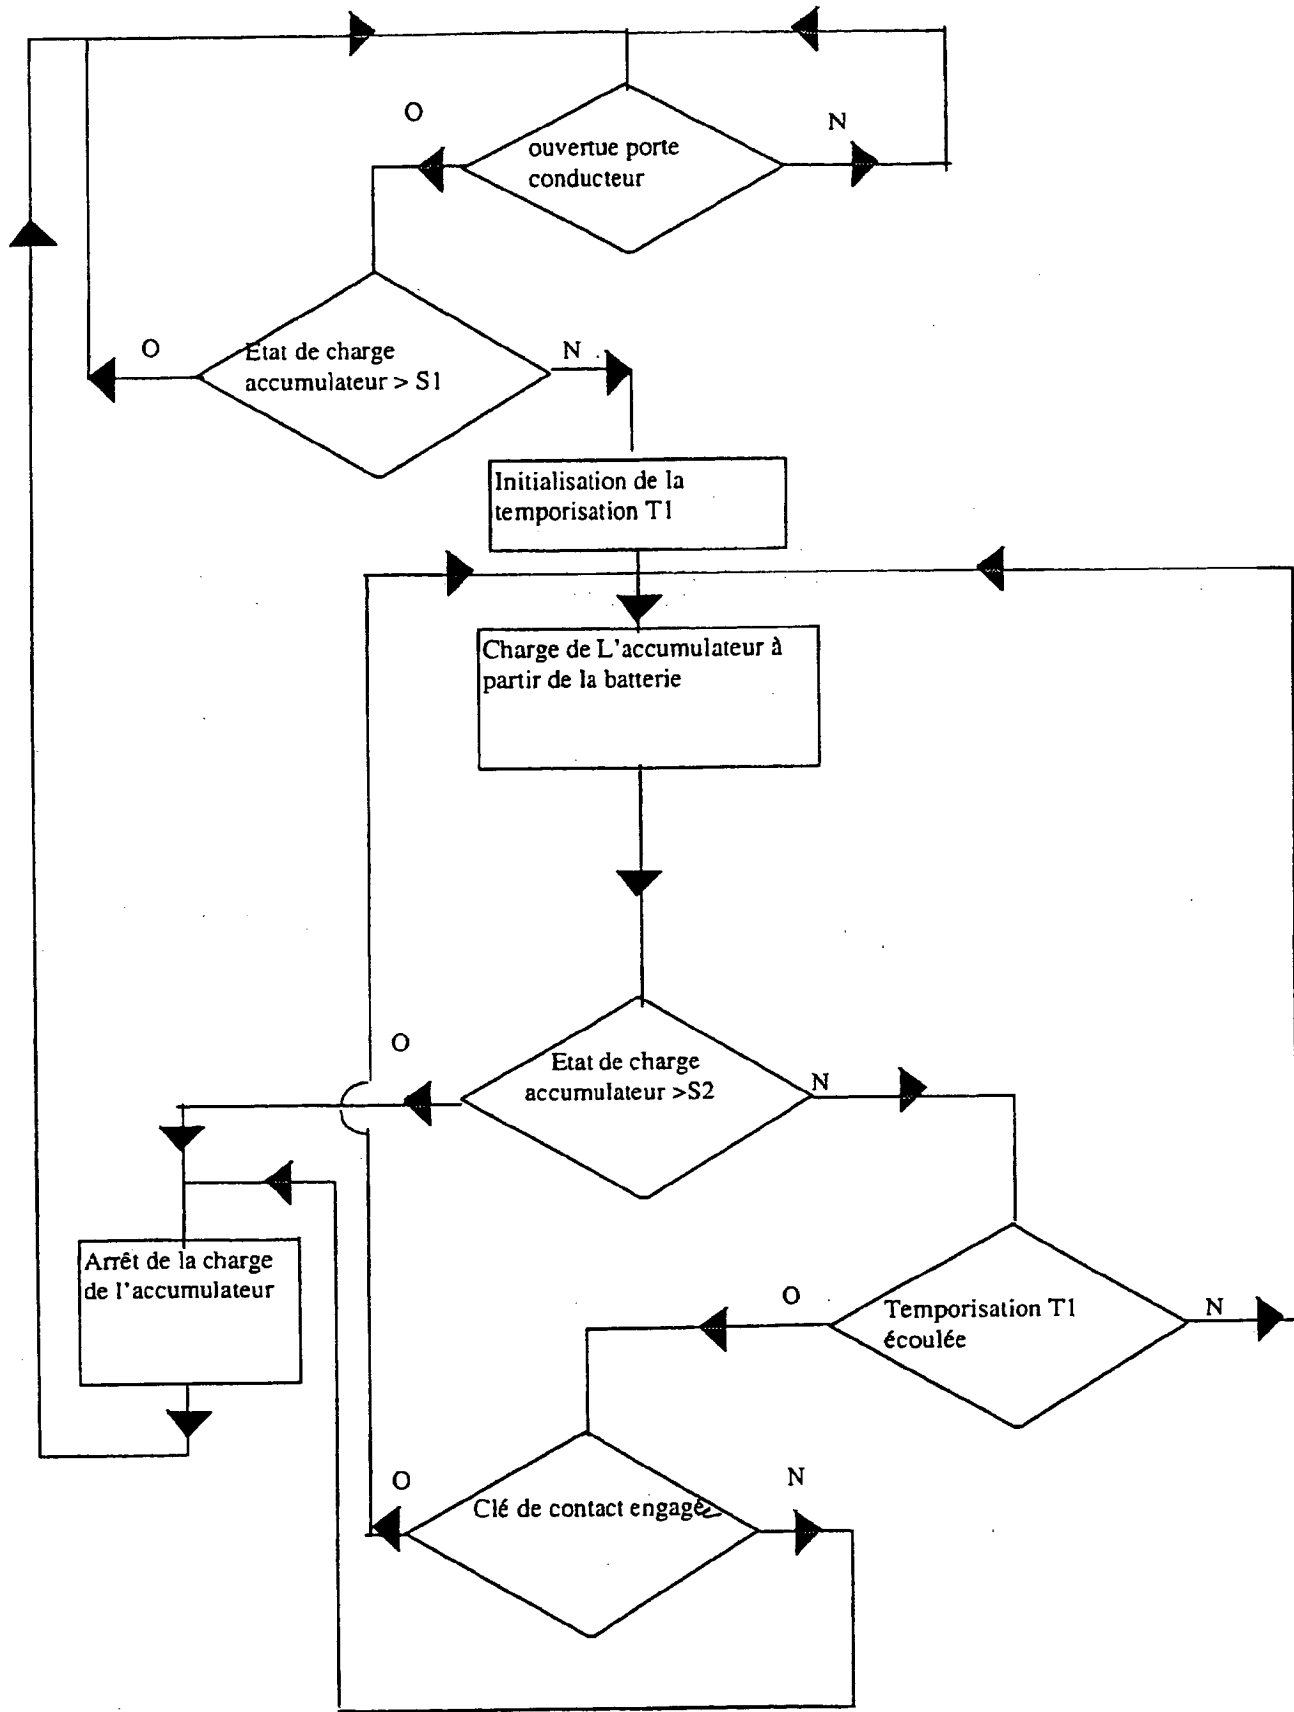 O
N
ouvertue porte
conducteur
O
Etat de charge
accumulateur > S1
N
Initialisation de la
temporisation T1
Charge de L'accumulateur à
partir de la batterie
O
Etat de charge
accumulateur >S2
N
Arrêt de la charge
de l'accumulateur
O
Temporisation T1
écoulée
N
O
Clé de contact engagée
N